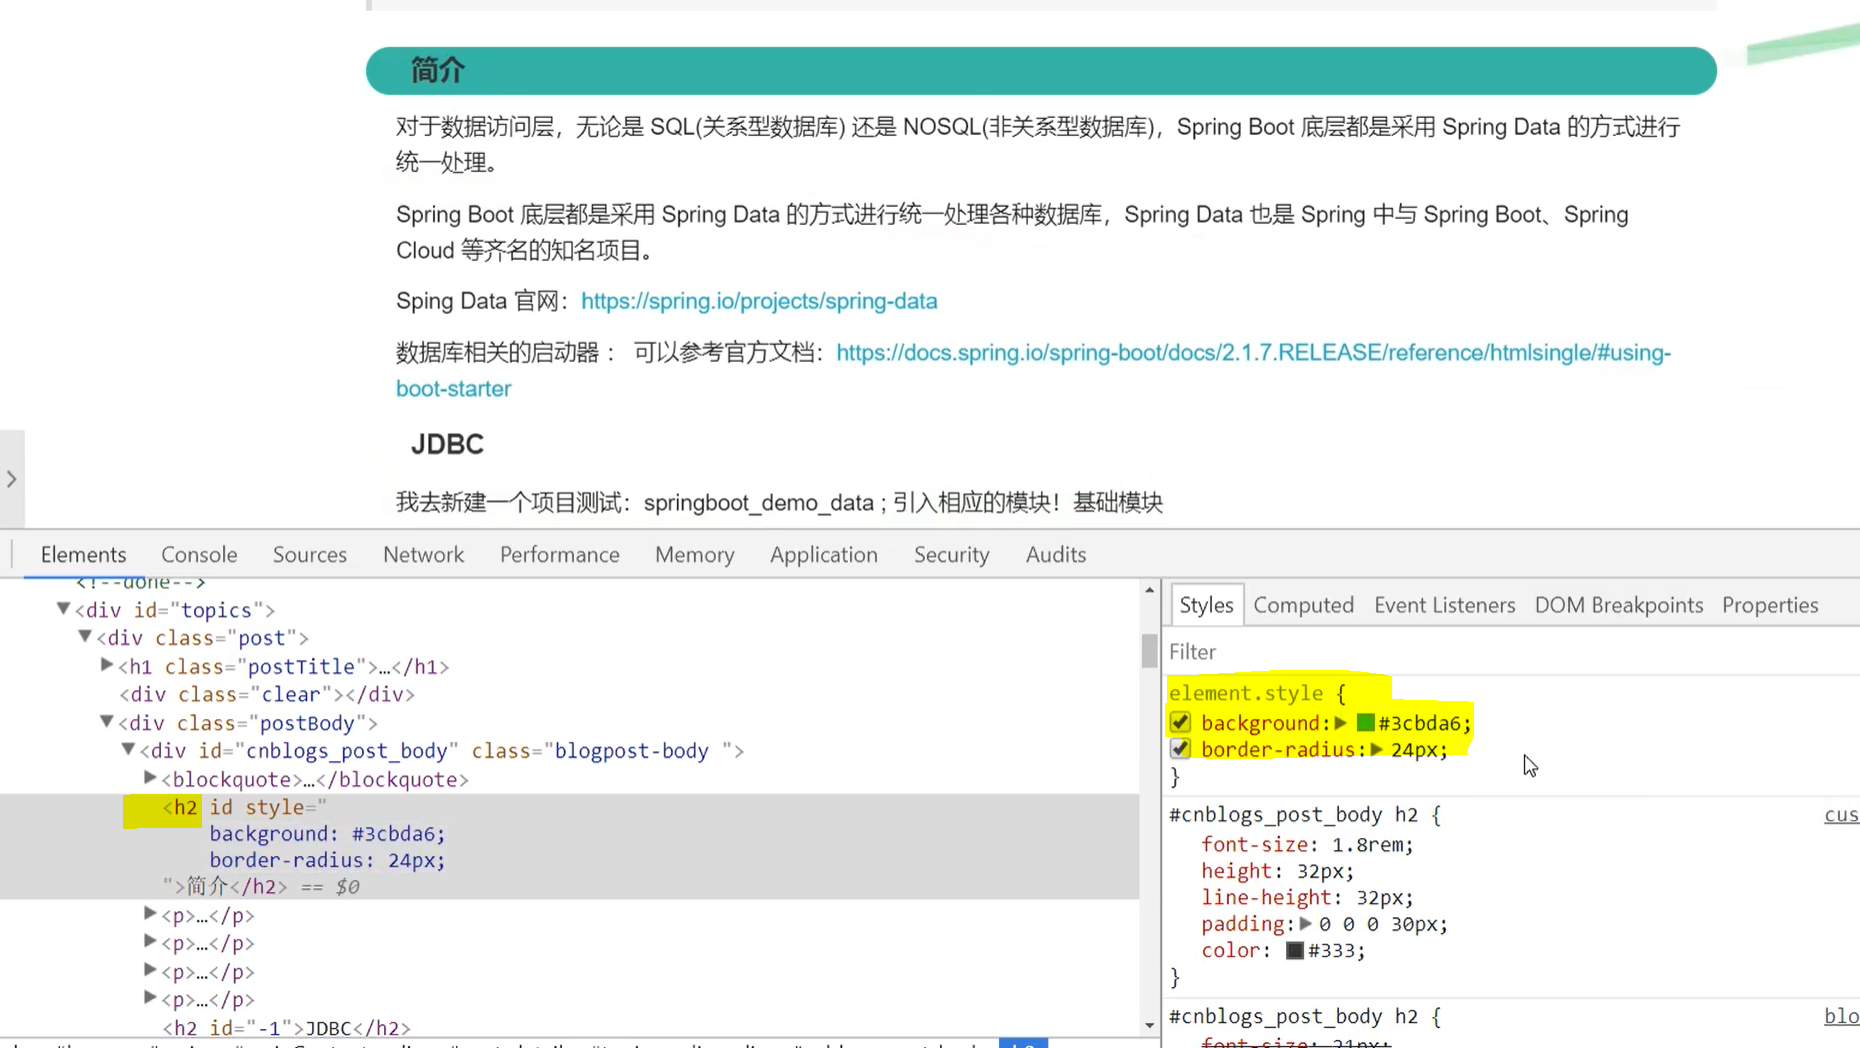 简介
对于数据访问层，无论是 SQL(关系型数据库) 还是 NOSQL(非关系型数据库)，Spring Boot 底层都是采用 Spring Data 的方式进行
统一处理。
Spring Boot 底层都是采用 Spring Data 的方式进行统一处理各种数据库，Spring Data 也是 Spring 中与 Spring Boot、Spring
Cloud 等齐名的知名项目。
Sping Data 官网：https://spring.io/projects/spring-data
数据库相关的启动器 ： 可以参考官方文档：https://docs.spring.io/spring-boot/docs/2.1.7.RELEASE/reference/htmlsingle/#using-
boot-starter
JDBC
我去新建一个项目测试：springboot_demo_data ; 引入相应的模块！基础模块
Elements Console Sources Network Performance Memory Application Security Audits
<!--done-->
<div id="topics">
<div class="post">
<h1 class="postTitle">…</h1>
<div class="clear"></div>
<div class="postBody">
<div id="cnblogs_post_body" class="blogpost-body ">
<blockquote>…</blockquote>
<h2 id style="
background: #3cbda6;
border-radius: 24px;
">简介</h2> == $0
<p>…</p>
<p>…</p>
<p>…</p>
<p>…</p>
<h2 id="-1">JDBC</h2>
Styles Computed Event Listeners DOM Breakpoints Properties
Filter
element.style {
background: #3cbda6;
border-radius: 24px;
}
#cnblogs_post_body h2 { cus
font-size: 1.8rem;
height: 32px;
line-height: 32px;
padding: 0 0 0 30px;
color: #333;
}
#cnblogs_post_body h2 { blo
font-size: 21px;